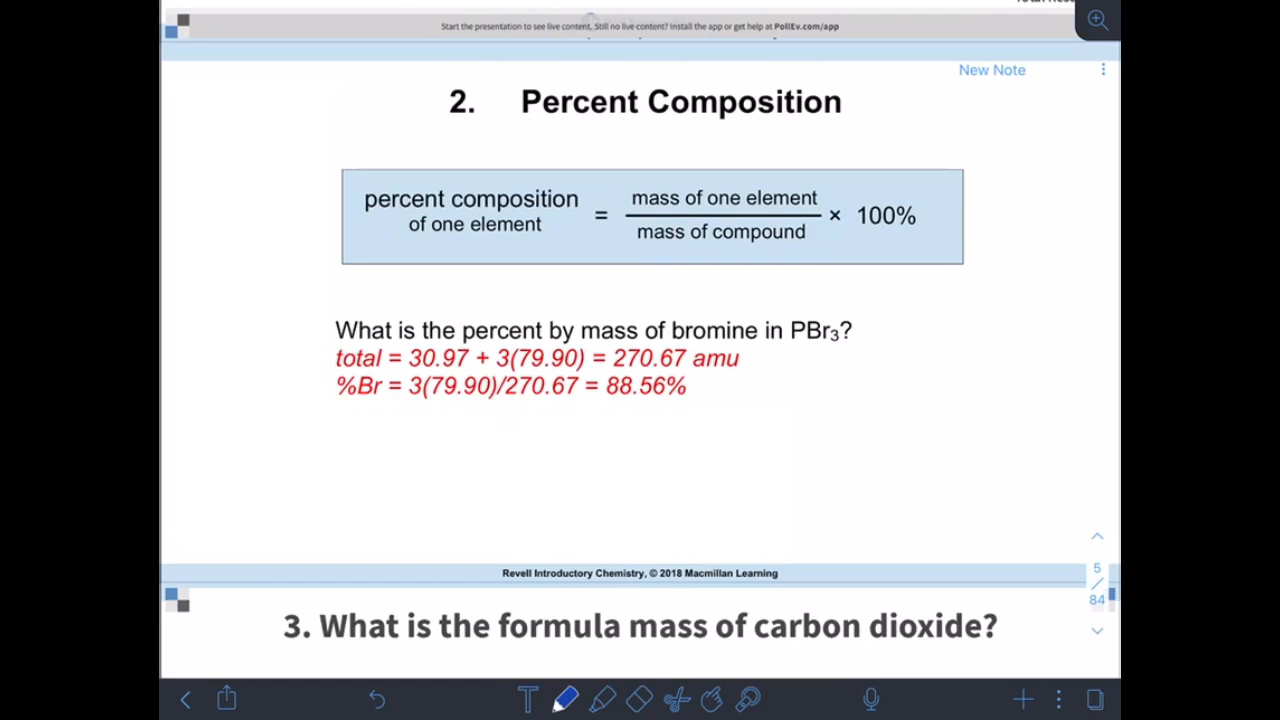 Start the presentation to see live content. Still no live content? Install the app or get help at PollEv.com/app
New Note
2. Percent Composition
percent composition
of one element
=
mass of one element
mass of compound
× 100%
What is the percent by mass of bromine in PBr₃?
total = 30.97 + 3(79.90) = 270.67 amu
%Br = 3(79.90)/270.67 = 88.56%
5
/
84
Revell Introductory Chemistry, © 2018 Macmillan Learning
3. What is the formula mass of carbon dioxide?
T